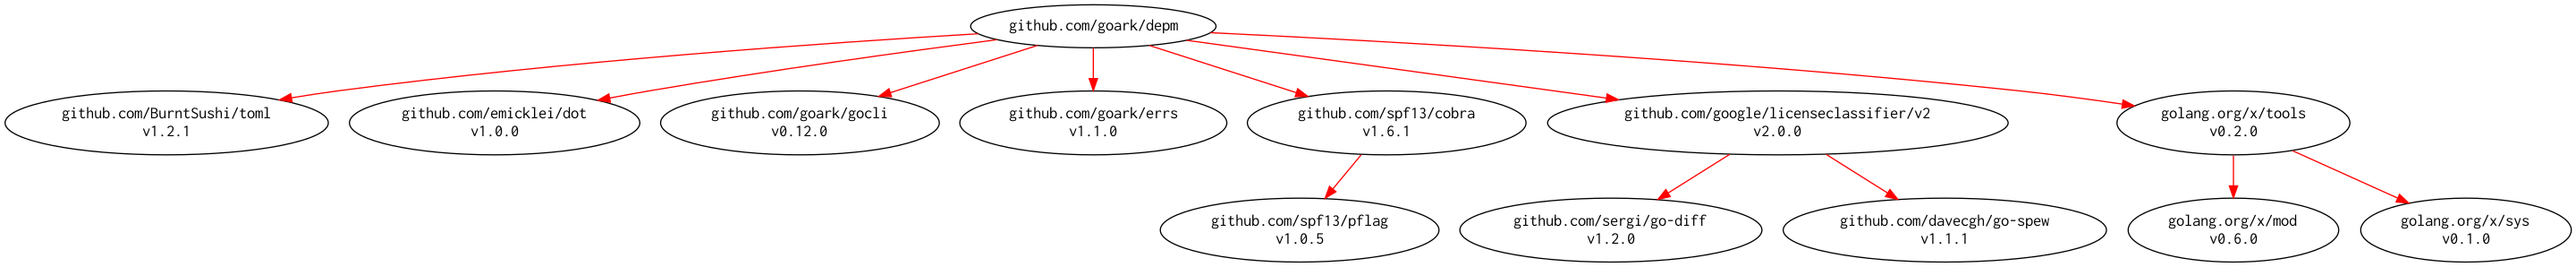 github.com/goark/depm
github.com/BurntSushi/toml
v1.2.1
github.com/emicklei/dot
v1.0.0
github.com/goark/gocli
v0.12.0
github.com/goark/errs
v1.1.0
github.com/spf13/cobra
v1.6.1
github.com/google/licenseclassifier/v2
v2.0.0
golang.org/x/tools
v0.2.0
github.com/spf13/pflag
v1.0.5
github.com/sergi/go-diff
v1.2.0
github.com/davecgh/go-spew
v1.1.1
golang.org/x/mod
v0.6.0
golang.org/x/sys
v0.1.0